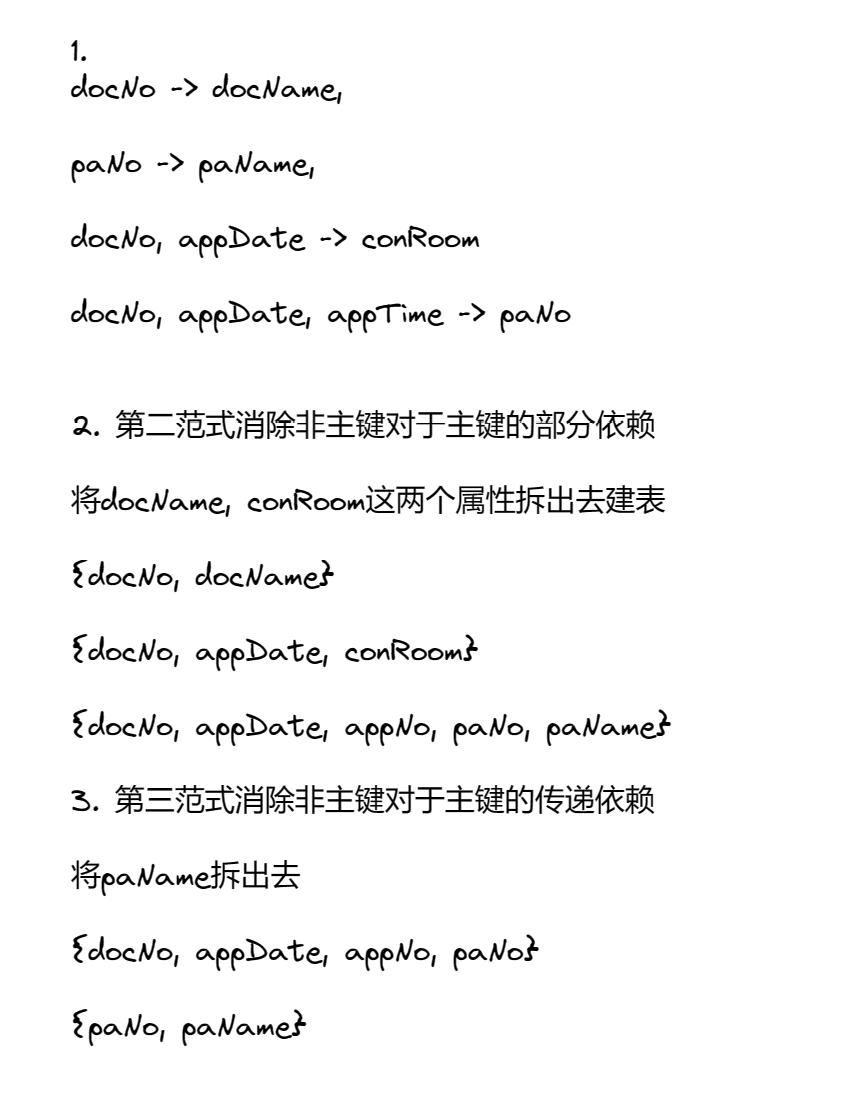 1.
docNo -> docName,
paNo -> paName,
docNo, appDate -> conRoom
docNo, appDate, appTime -> paNo
2. 第二范式消除非主键对于主键的部分依赖
将docName, conRoom这两个属性拆出去建表
{docNo, docName}
{docNo, appDate, conRoom}
{docNo, appDate, appNo, paNo, paName}
3. 第三范式消除非主键对于主键的传递依赖
将paName拆出去
{docNo, appDate, appNo, paNo}
{paNo, paName}